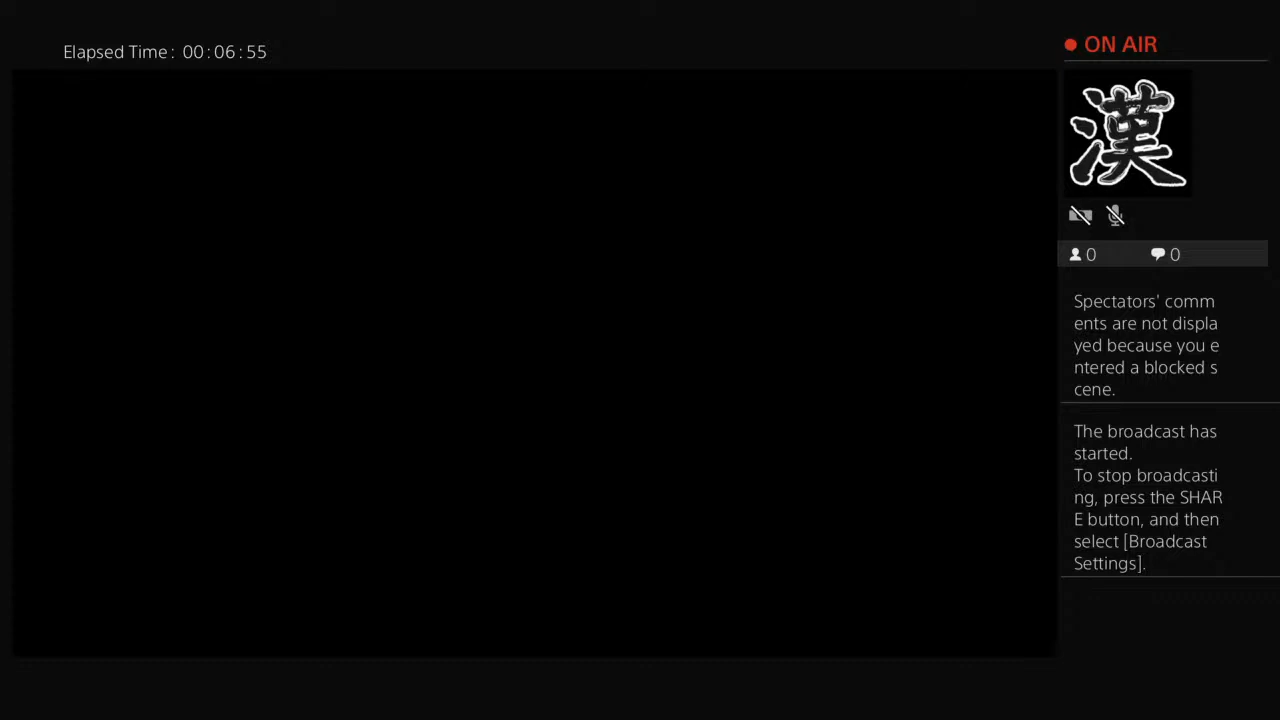 Elapsed Time: 00:06:55
ON AIR
漢
0 0
Spectators' comm
ents are not displa
yed because you e
ntered a blocked s
cene.
The broadcast has
started.
To stop broadcasti
ng, press the SHAR
E button, and then
select [Broadcast
Settings].